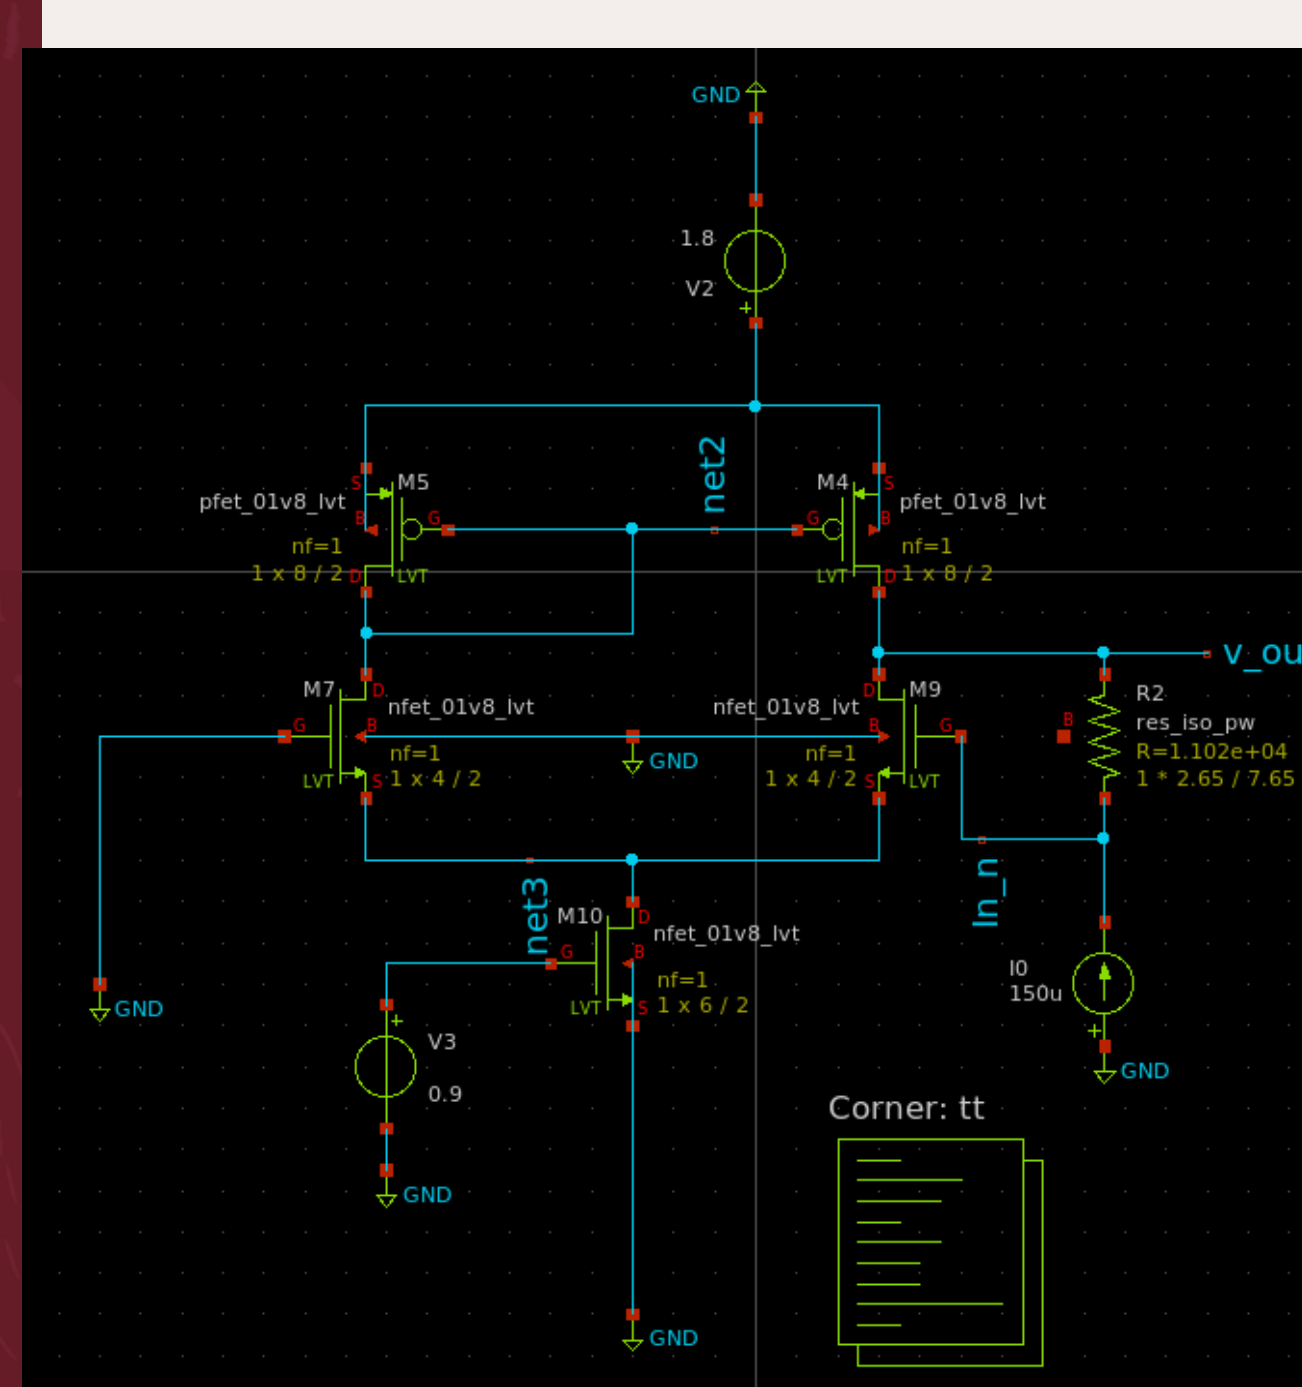 GND
1.8
V2
+
net2
S
M5
M4
S
pfet_01v8_lvt
pfet_01v8_lvt
B
G
G
B
nf=1
nf=1
1 x 8 / 2
D
LVT
LVT
D
1 x 8 / 2
v_ou
M7
D
D
M9
R2
nfet_01v8_lvt
nfet_01v8_lvt
res_iso_pw
G
B
B
G
B
nf=1
GND
nf=1
R=1.102e+04
LVT
S
1 x 4 / 2
1 x 4 / 2
S
LVT
1 * 2.65 / 7.65
net3
In_n
M10
D
nfet_01v8_lvt
G
B
nf=1
I0
LVT
S
1 x 6 / 2
150u
GND
+
V3
+
0.9
GND
Corner: tt
GND
GND